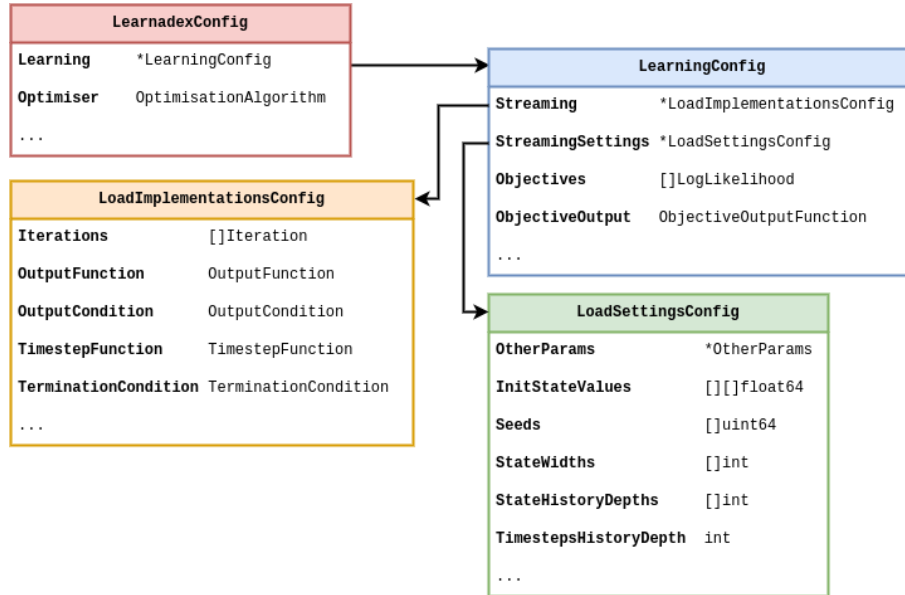 LearnadexConfig
Learning *LearningConfig
Optimiser OptimisationAlgorithm
...
LearningConfig
Streaming *LoadImplementationsConfig
StreamingSettings *LoadSettingsConfig
Objectives []LogLikelihood
ObjectiveOutput ObjectiveOutputFunction
...
LoadImplementationsConfig
Iterations []Iteration
OutputFunction OutputFunction
OutputCondition OutputCondition
TimestepFunction TimestepFunction
TerminationCondition TerminationCondition
...
LoadSettingsConfig
OtherParams *OtherParams
InitStateValues [][]float64
Seeds []uint64
StateWidths []int
StateHistoryDepths []int
TimestepsHistoryDepth int
...